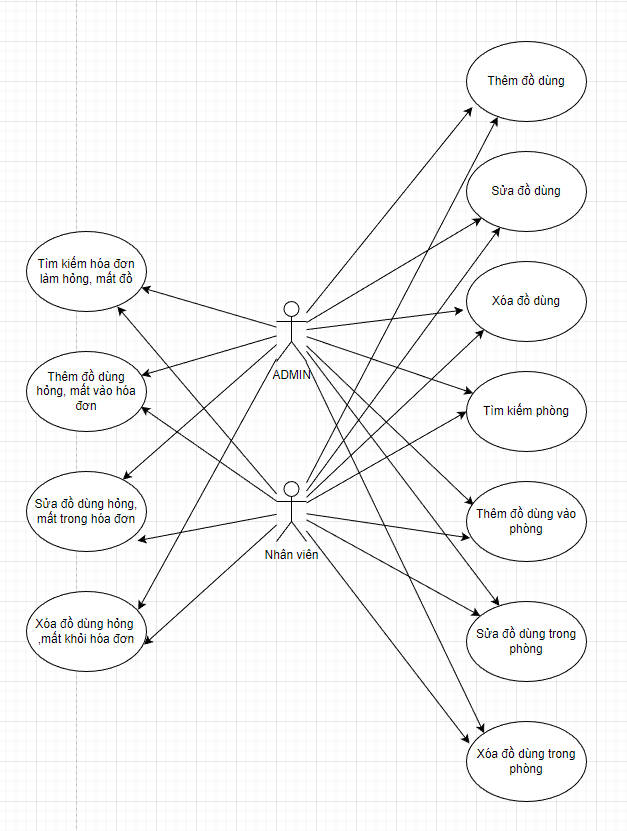 Thêm đồ dùng
Sửa đồ dùng
Xóa đồ dùng
Tìm kiếm phòng
Thêm đồ dùng vào
phòng
Sửa đồ dùng trong
phòng
Xóa đồ dùng trong
phòng
Tìm kiếm hóa đơn
làm hỏng, mất đồ
Thêm đồ dùng
hỏng, mất vào hóa
đơn
Sửa đồ dùng hỏng,
mất trong hóa đơn
Xóa đồ dùng hỏng
,mất khỏi hóa đơn
ADMIN
Nhân viên